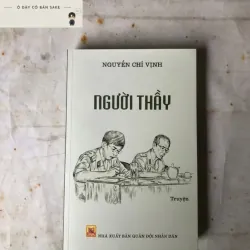 Ở ĐÂY CÓ BÁN SÁCH
NGUYỄN CHÍ VỊNH
NGƯỜI THẦY
Truyện
NHÀ XUẤT BẢN QUÂN ĐỘI NHÂN DÂN